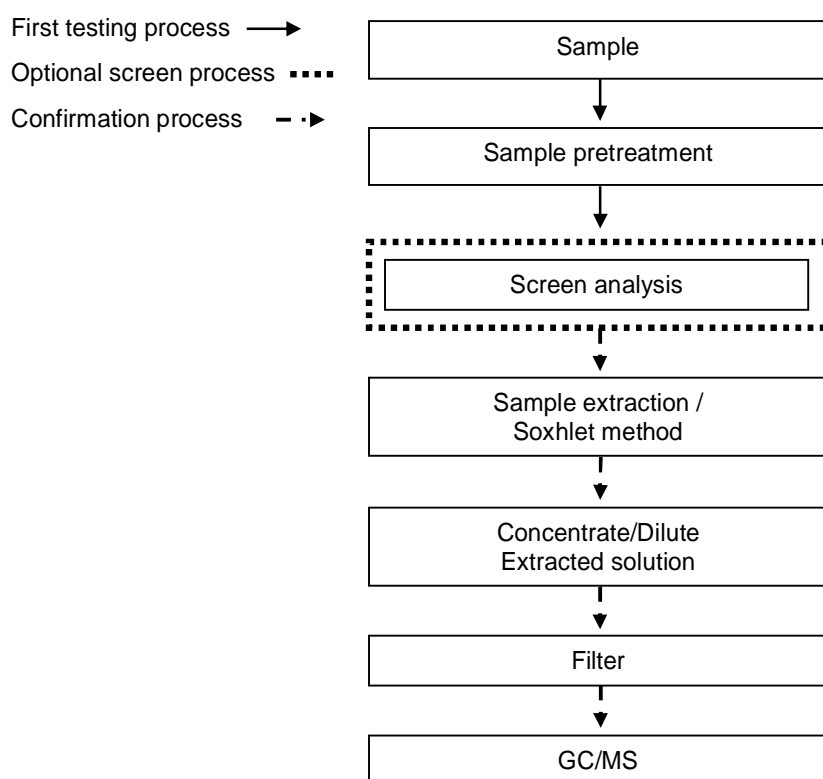 First testing process
Optional screen process
Confirmation process
Sample
Sample pretreatment
Screen analysis
Sample extraction /
Soxhlet method
Concentrate/Dilute
Extracted solution
Filter
GC/MS